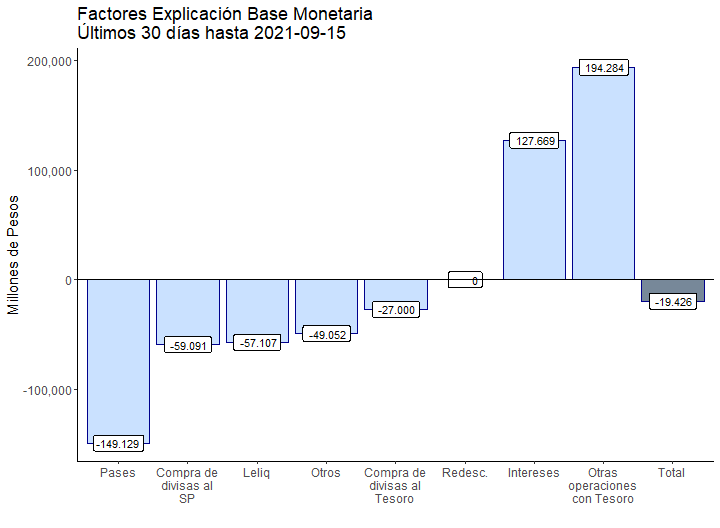 Factores Explicación Base Monetaria
Últimos 30 días hasta 2021-09-15
Millones de Pesos
200,000
100,000
0
-100,000
-149.129
-59.091
-57.107
-49.052
-27.000
0
127.669
194.284
-19.426
Pases
Compra de
divisas al
SP
Leliq
Otros
Compra de
divisas al
Tesoro
Redesc.
Intereses
Otras
operaciones
con Tesoro
Total